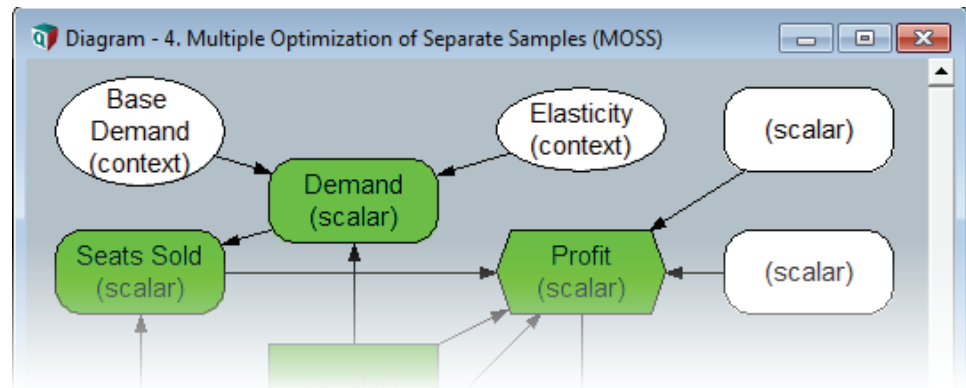 Diagram - 4. Multiple Optimization of Separate Samples (MOSS)
Base
Demand
(context)
Elasticity
(context)
(scalar)
Demand
(scalar)
Seats Sold
(scalar)
Profit
(scalar)
(scalar)